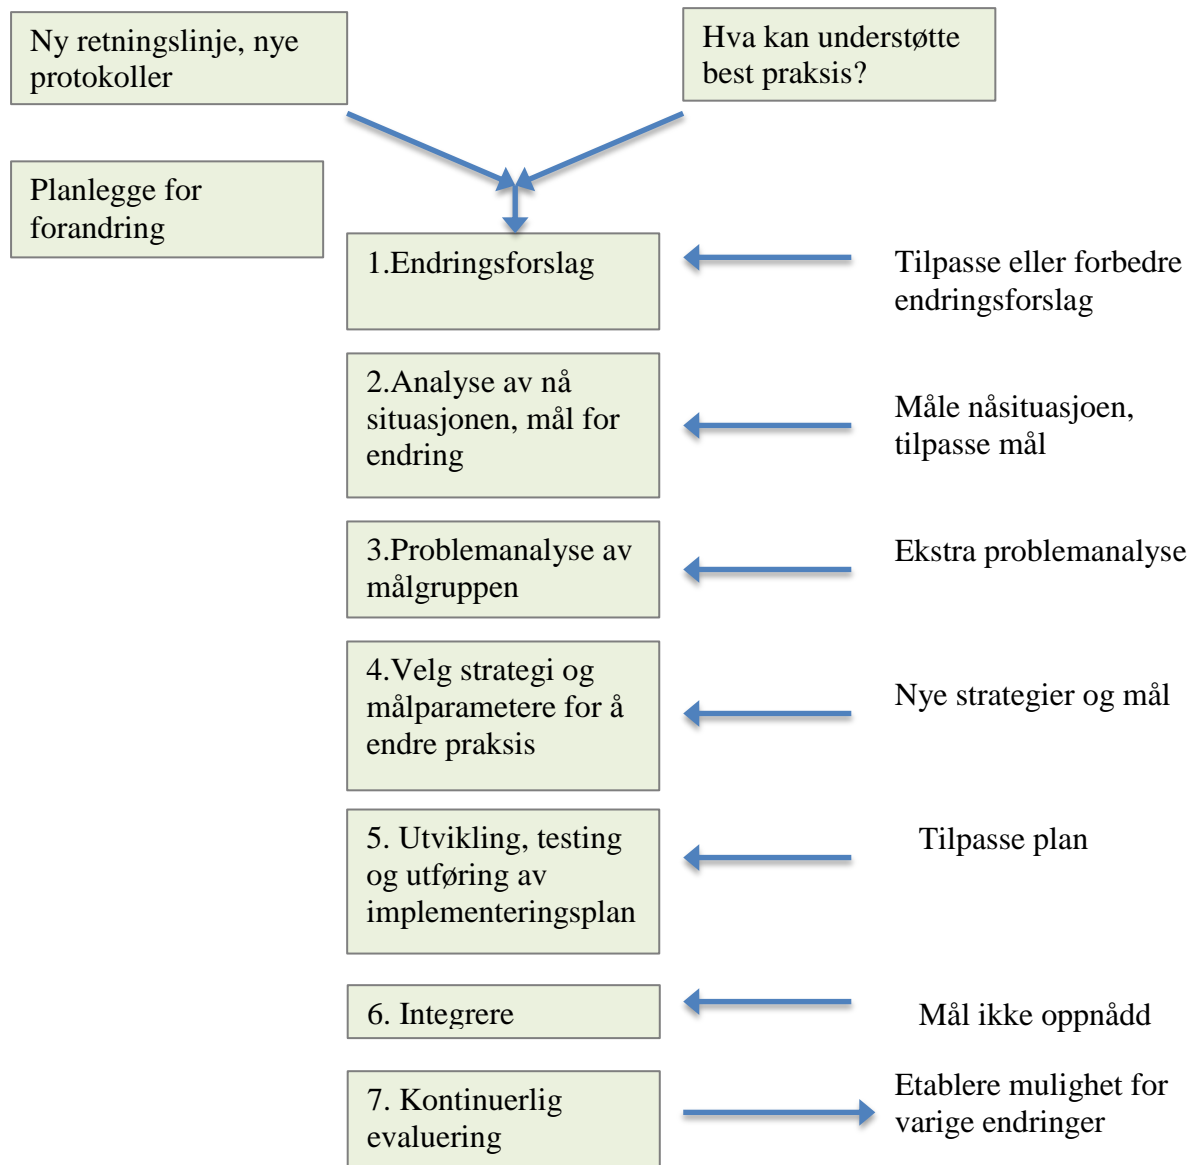 Ny retningslinje, nye
protokoller
Hva kan understøtte
best praksis?
Planlegge for
forandring
1.Endringsforslag
Tilpasse eller forbedre
endringsforslag
2.Analyse av nå
situasjonen, mål for
endring
Måle nåsituasjoen,
tilpasse mål
3.Problemanalyse av
målgruppen
Ekstra problemanalyse
4.Velg strategi og
målparametere for å
endre praksis
Nye strategier og mål
5. Utvikling, testing
og utføring av
implementeringsplan
Tilpasse plan
6. Integrere
Mål ikke oppnådd
7. Kontinuerlig
evaluering
Etablere mulighet for
varige endringer